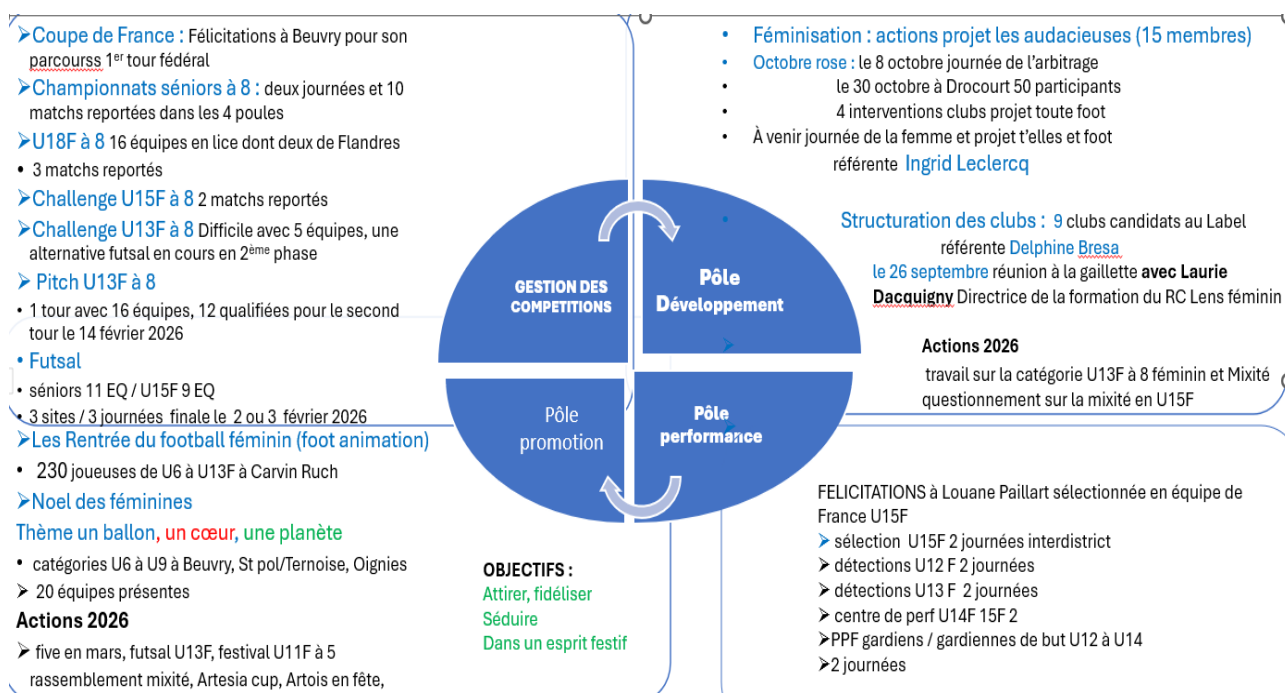 ➤Coupe de France : Félicitations à Beuvry pour son
parcourss 1er tour fédéral
➤Championnats séniors à 8 : deux journées et 10
matchs reportées dans les 4 poules
➤U18F à 8 16 équipes en lice dont deux de Flandres
• 3 matchs reportés
➤Challenge U15F à 8 2 matchs reportés
➤Challenge U13F à 8 Difficile avec 5 équipes, une
alternative futsal en cours en 2ème phase
➤ Pitch U13F à 8
• 1 tour avec 16 équipes, 12 qualifiées pour le second
tour le 14 février 2026
• Futsal
• séniors 11 EQ / U15F 9 EQ
• 3 sites / 3 journées finale le 2 ou 3 février 2026
➤Les Rentrée du football féminin (foot animation)
• 230 joueuses de U6 à U13F à Carvin Ruch
➤Noel des féminines
Thème un ballon, un cœur, une planète
• catégories U6 à U9 à Beuvry, St pol/Ternoise, Oignies
➤ 20 équipes présentes
Actions 2026
➤ five en mars, futsal U13F, festival U11F à 5
rassemblement mixité, Artesia cup, Artois en fête,
GESTION DES
COMPETITIONS
Pôle
Développement
Pôle
promotion
Pôle
performance
OBJECTIFS :
Attirer, fidéliser
Séduire
Dans un esprit festif
• Féminisation : actions projet les audacieuses (15 membres)
• Octobre rose : le 8 octobre journée de l'arbitrage
• le 30 octobre à Drocourt 50 participants
• 4 interventions clubs projet toute foot
• À venir journée de la femme et projet t'elles et foot
référente Ingrid Leclercq
• Structuration des clubs : 9 clubs candidats au Label
référente Delphine Bresa
le 26 septembre réunion à la gaillette avec Laurie
Dacquigny Directrice de la formation du RC Lens féminin
Actions 2026
travail sur la catégorie U13F à 8 féminin et Mixité
questionnement sur la mixité en U15F
FELICITATIONS à Louane Paillart sélectionnée en équipe de
France U15F
➤ sélection U15F 2 journées interdistrict
➤ détections U12 F 2 journées
➤ détections U13 F 2 journées
➤ centre de perf U14F 15F 2
➤PPF gardiens / gardiennes de but U12 à U14
➤2 journées